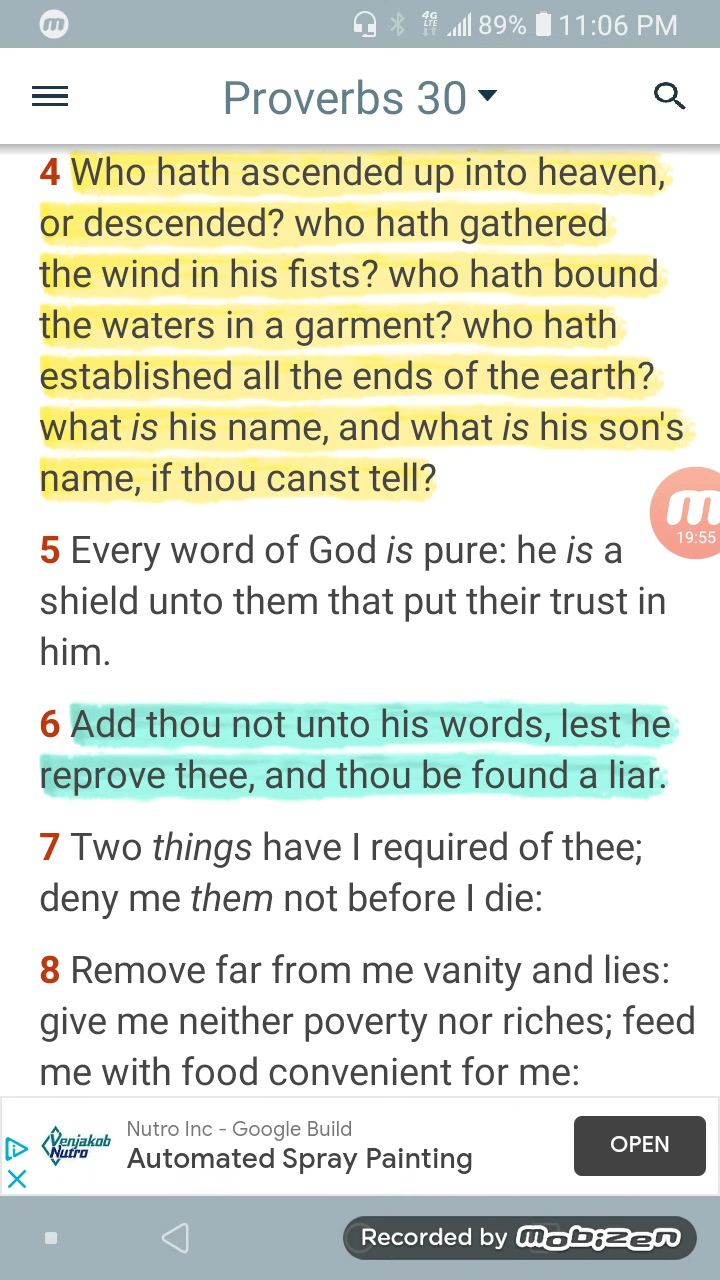 m 4G LTE 89% 11:06 PM
Proverbs 30
4 Who hath ascended up into heaven,
or descended? who hath gathered
the wind in his fists? who hath bound
the waters in a garment? who hath
established all the ends of the earth?
what is his name, and what is his son's
name, if thou canst tell?
m
19:55
5 Every word of God is pure: he is a
shield unto them that put their trust in
him.
6 Add thou not unto his words, lest he
reprove thee, and thou be found a liar.
7 Two things have I required of thee;
deny me them not before I die:
8 Remove far from me vanity and lies:
give me neither poverty nor riches; feed
me with food convenient for me:
Venjakob
Nutro
Nutro Inc - Google Build
Automated Spray Painting
OPEN
Recorded by mobizen